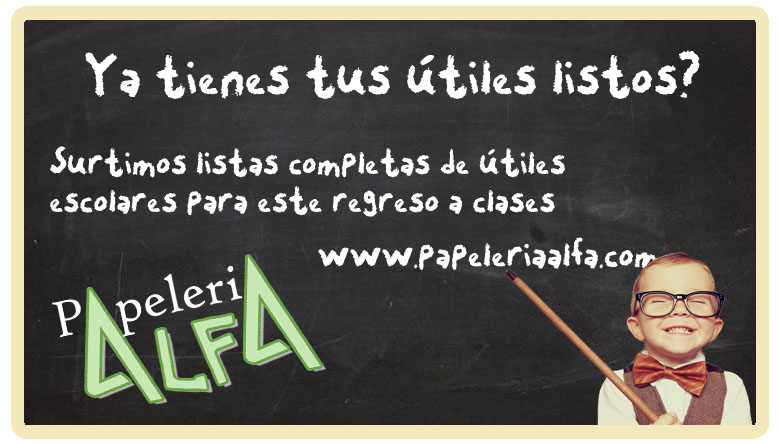 Ya tienes tus útiles listos?
Surtimos listas completas de útiles
escolares para este regreso a clases
www.papeleriaalfa.com
Papeleria
ALFA